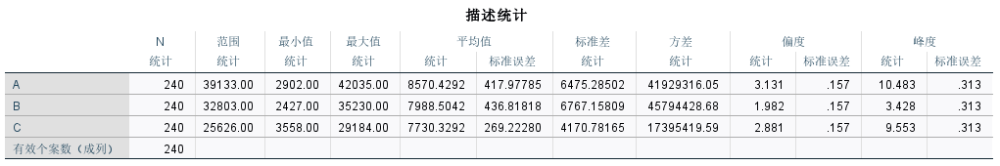 描述统计
N 范围 最小值 最大值 平均值 标准差 方差 偏度 峰度
统计 统计 统计 统计 统计 标准误差 统计 统计 统计 标准误差 统计 标准误差
A 240 39133.00 2902.00 42035.00 8570.4292 417.97785 6475.28502 41929316.05 3.131 .157 10.483 .313
B 240 32803.00 2427.00 35230.00 7988.5042 436.81818 6767.15809 45794428.68 1.982 .157 3.428 .313
C 240 25626.00 3558.00 29184.00 7730.3292 269.22280 4170.78165 17395419.59 2.881 .157 9.553 .313
有效个案数（成列） 240